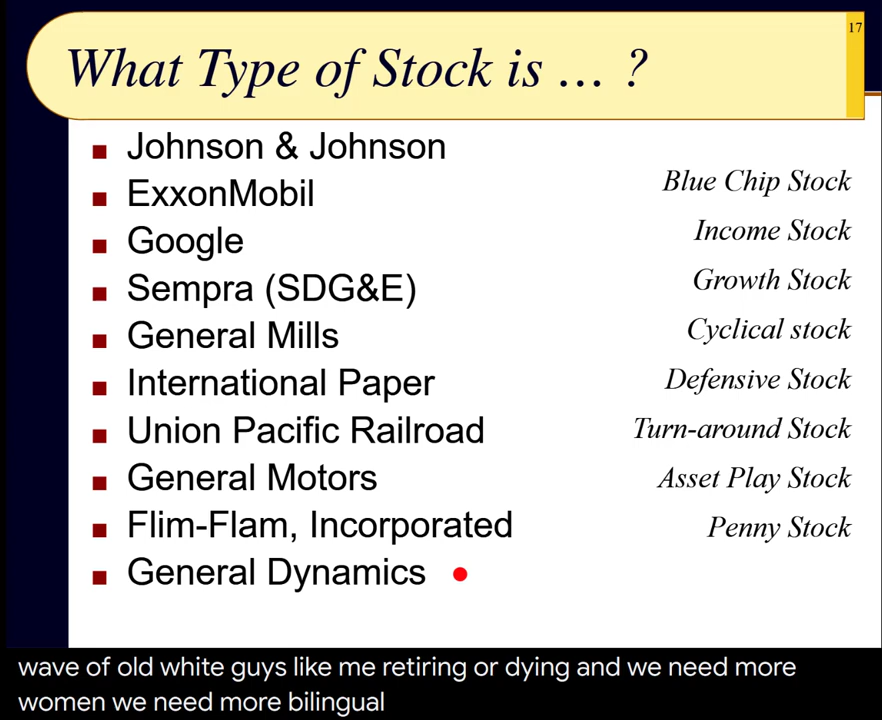 17
What Type of Stock is … ?
Johnson & Johnson
ExxonMobil
Google
Sempra (SDG&E)
General Mills
International Paper
Union Pacific Railroad
General Motors
Flim-Flam, Incorporated
General Dynamics
Blue Chip Stock
Income Stock
Growth Stock
Cyclical stock
Defensive Stock
Turn-around Stock
Asset Play Stock
Penny Stock
wave of old white guys like me retiring or dying and we need more
women we need more bilingual